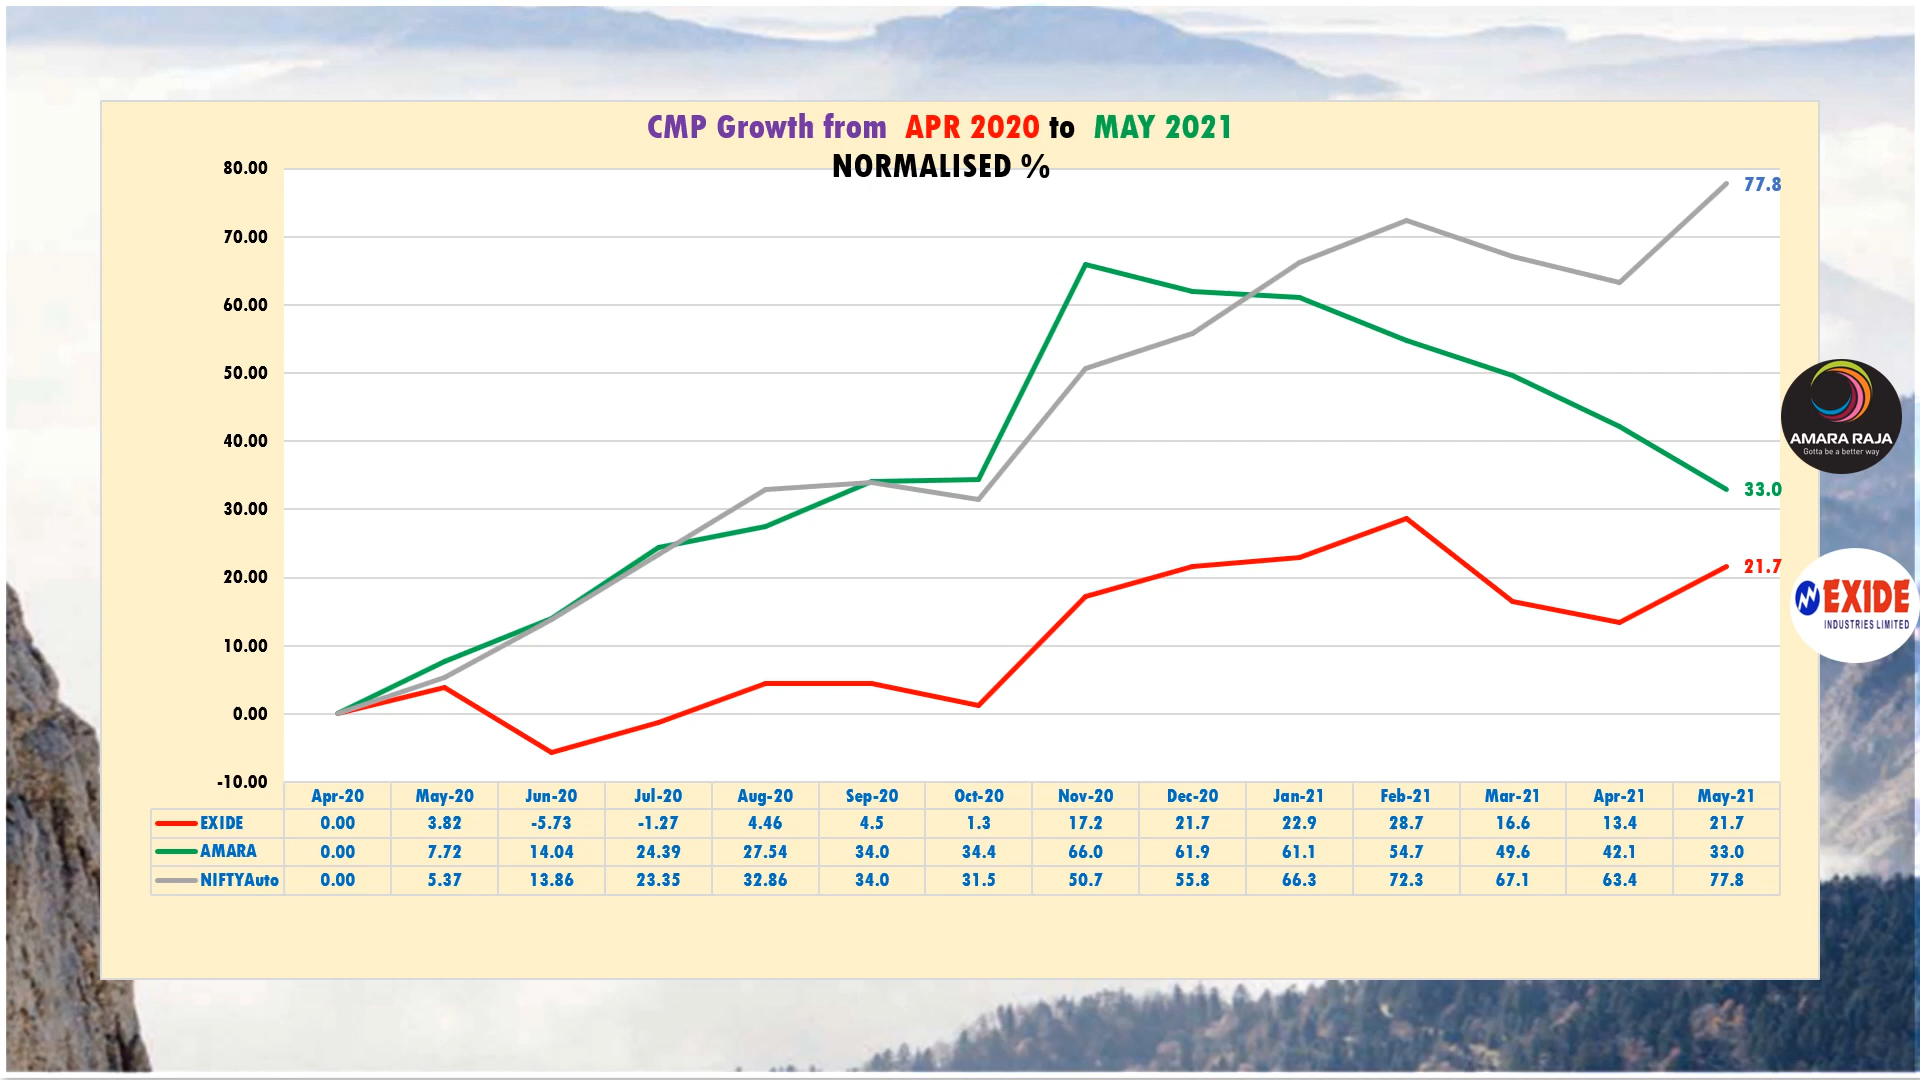 CMP Growth from APR 2020 to MAY 2021
NORMALISED %
80.00
70.00
60.00
50.00
40.00
30.00
20.00
10.00
0.00
-10.00
77.8
33.0
21.7
AMARA RAJA
Gotta be a better way
EXIDE
INDUSTRIES LIMITED
Apr-20 May-20 Jun-20 Jul-20 Aug-20 Sep-20 Oct-20 Nov-20 Dec-20 Jan-21 Feb-21 Mar-21 Apr-21 May-21
EXIDE 0.00 3.82 -5.73 -1.27 4.46 4.5 1.3 17.2 21.7 22.9 28.7 16.6 13.4 21.7
AMARA 0.00 7.72 14.04 24.39 27.54 34.0 34.4 66.0 61.9 61.1 54.7 49.6 42.1 33.0
NIFTYAuto 0.00 5.37 13.86 23.35 32.86 34.0 31.5 50.7 55.8 66.3 72.3 67.1 63.4 77.8